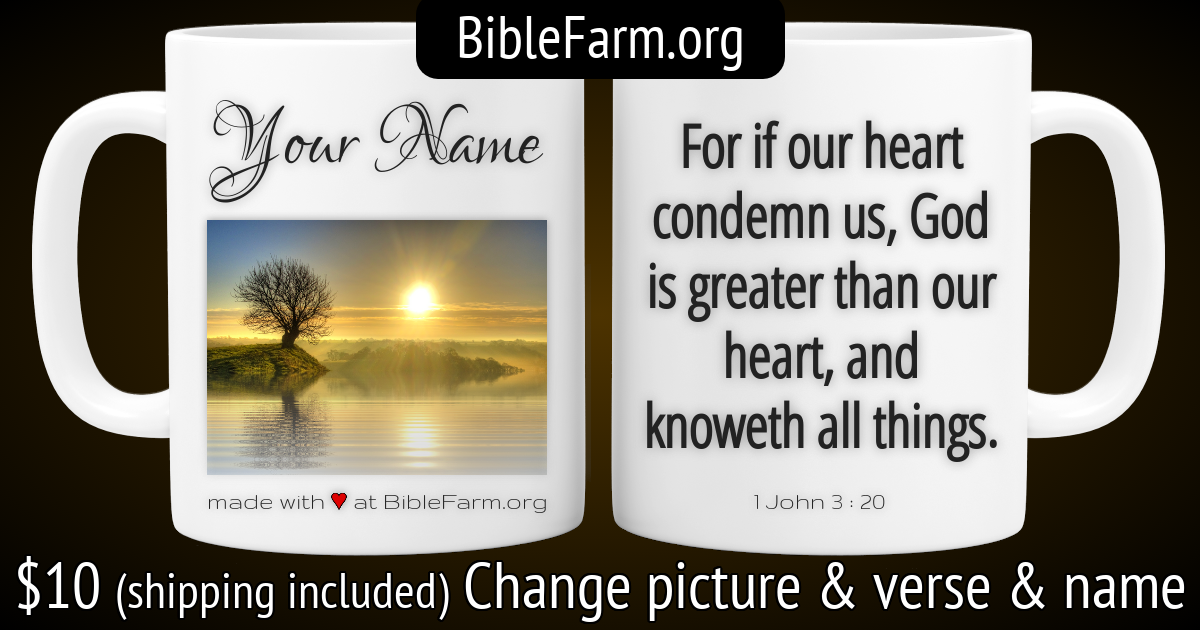 BibleFarm.org
Your Name
made with ♥ at BibleFarm.org
For if our heart
condemn us, God
is greater than our
heart, and
knoweth all things.
1 John 3 : 20
$10 (shipping included) Change picture & verse & name